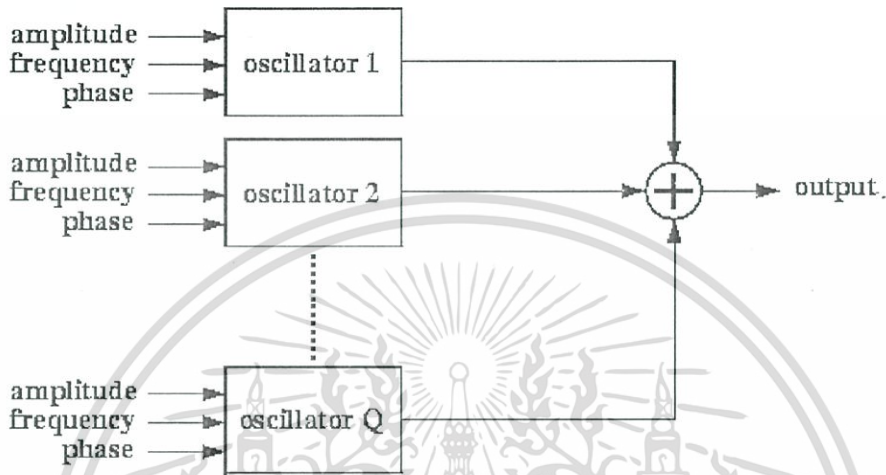 amplitude
frequency
phase
oscillator 1
amplitude
frequency
phase
oscillator 2
+
output.
amplitude
frequency
phase
oscillator Q